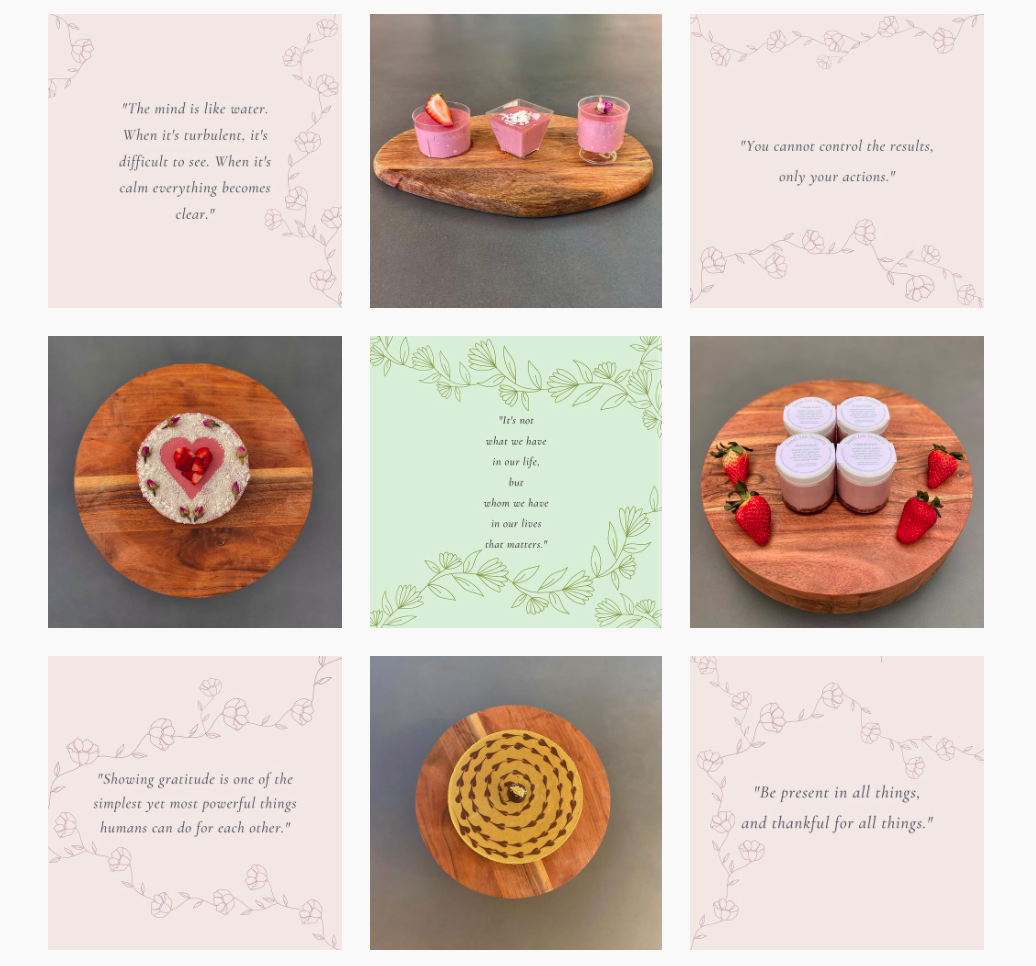 "The mind is like water.
When it's turbulent, it's
difficult to see. When it's
calm everything becomes
clear."
"You cannot control the results,
only your actions."
"It's not
what we have
in our life,
but
whom we have
in our lives
that matters."
"Showing gratitude is one of the
simplest yet most powerful things
humans can do for each other."
"Be present in all things,
and thankful for all things."